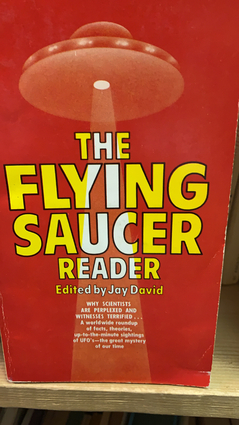 THE
FLYING
SAUCER
READER
Edited by Jay David
WHY SCIENTISTS
ARE PERPLEXED AND
WITNESSES TERRIFIED...
A worldwide roundup
of facts, theories,
up-to-the-minute sightings
of UFO's—the great mystery
of our time